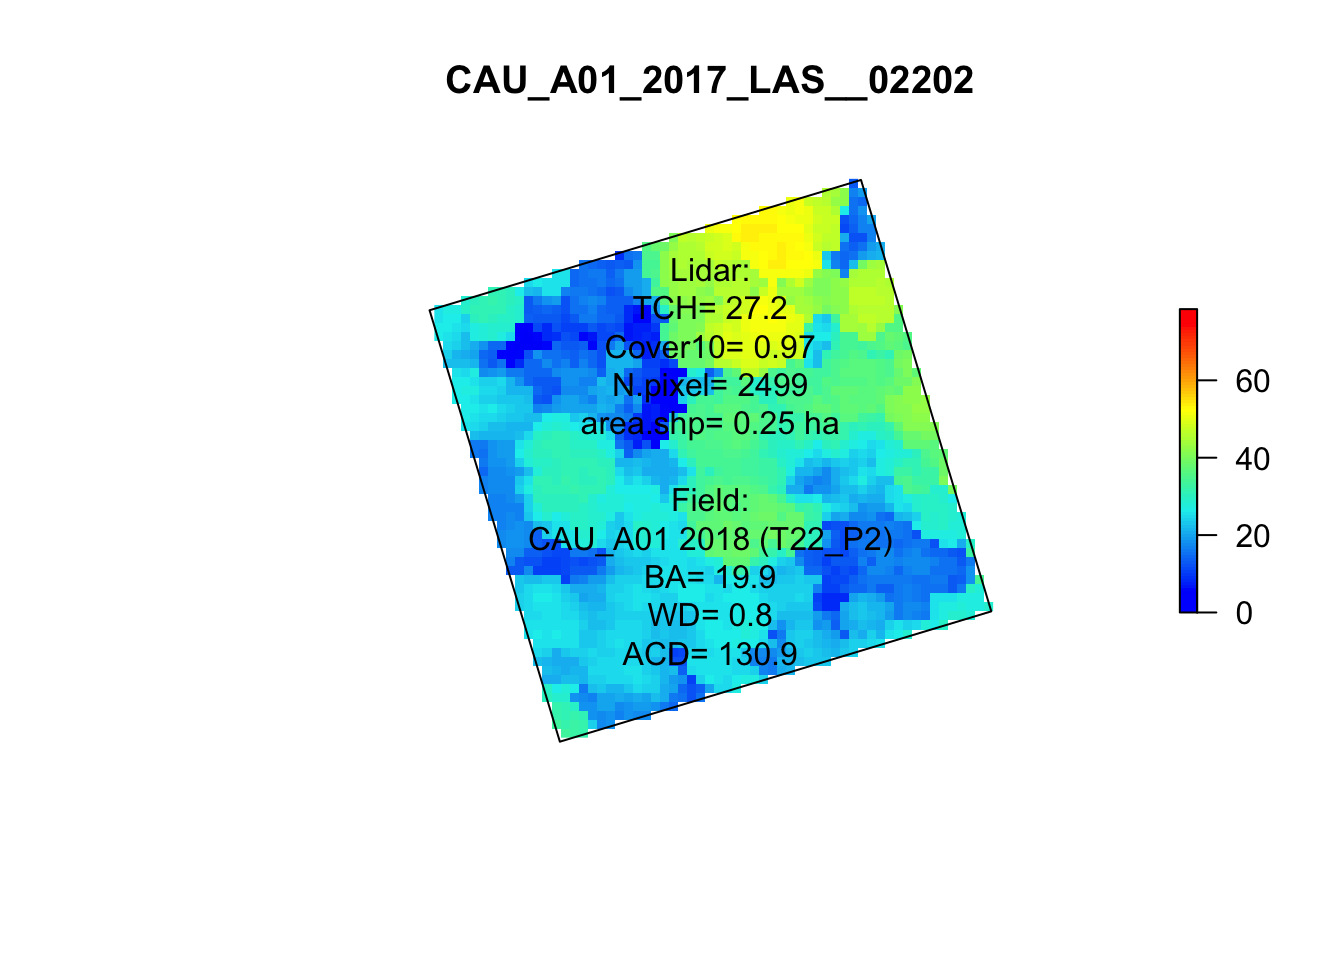 CAU_A01_2017_LAS__02202
Lidar:
TCH= 27.2
Cover10= 0.97
N.pixel= 2499
area.shp= 0.25 ha
Field:
CAU_A01 2018 (T22_P2)
BA= 19.9
WD= 0.8
ACD= 130.9
60
40
20
0